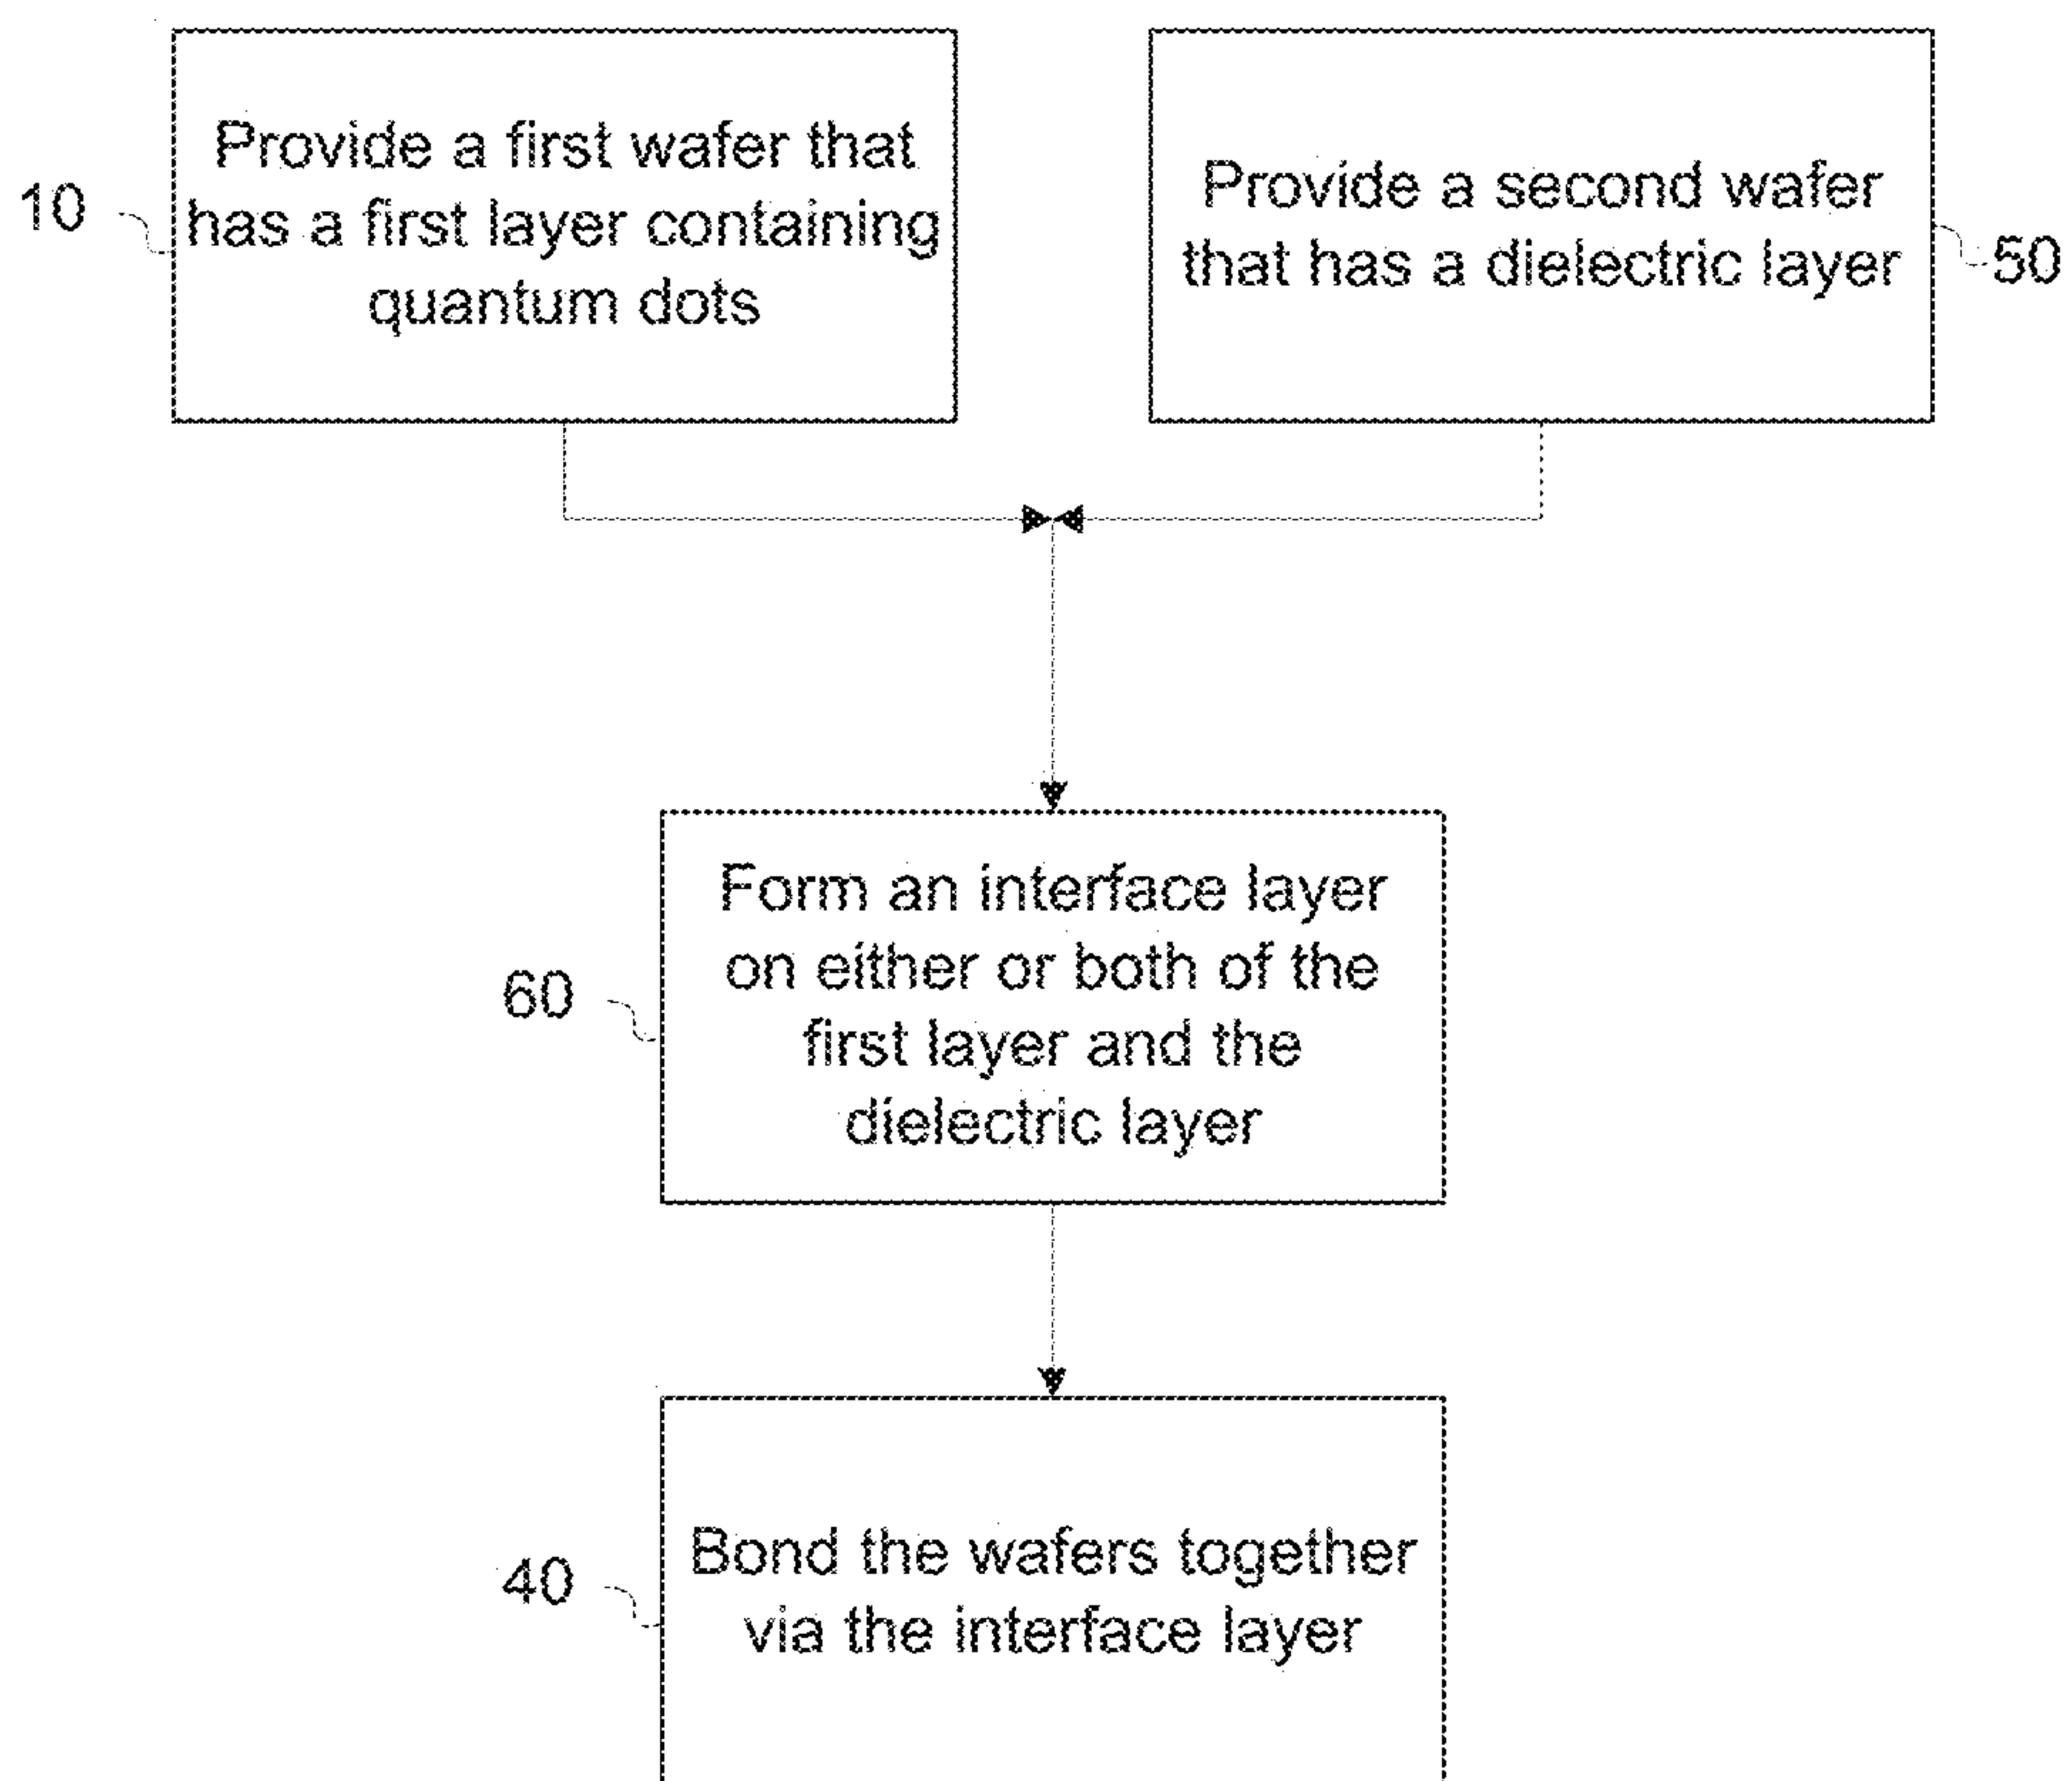 10
Provide a first wafer that
has a first layer containing
quantum dots
Provide a second wafer
that has a dielectric layer
50
60
Form an interface layer
on either or both of the
first layer and the
dielectric layer
40
Bond the wafers together
via the interface layer